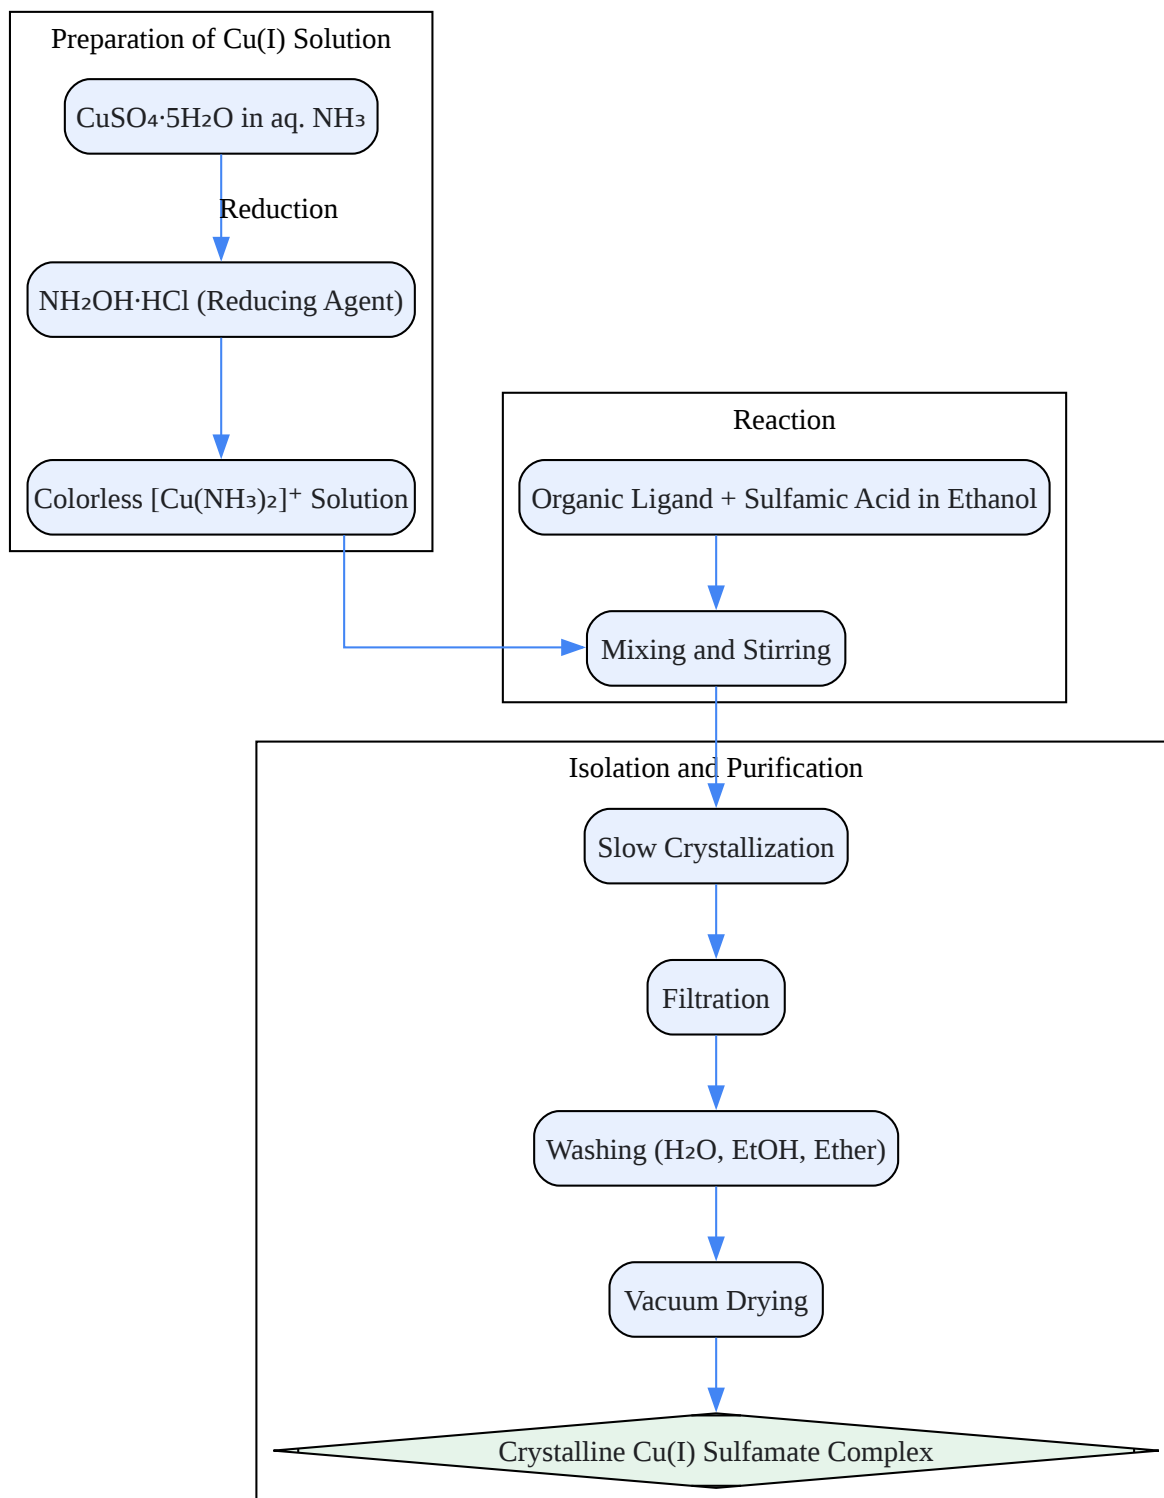 Preparation of Cu(I) Solution
CuSO₄·5H₂O in aq. NH₃
Reduction
NH₂OH·HCl (Reducing Agent)
Colorless [Cu(NH₃)₂]⁺ Solution
Reaction
Organic Ligand + Sulfamic Acid in Ethanol
Mixing and Stirring
Isolation and Purification
Slow Crystallization
Filtration
Washing (H₂O, EtOH, Ether)
Vacuum Drying
Crystalline Cu(I) Sulfamate Complex